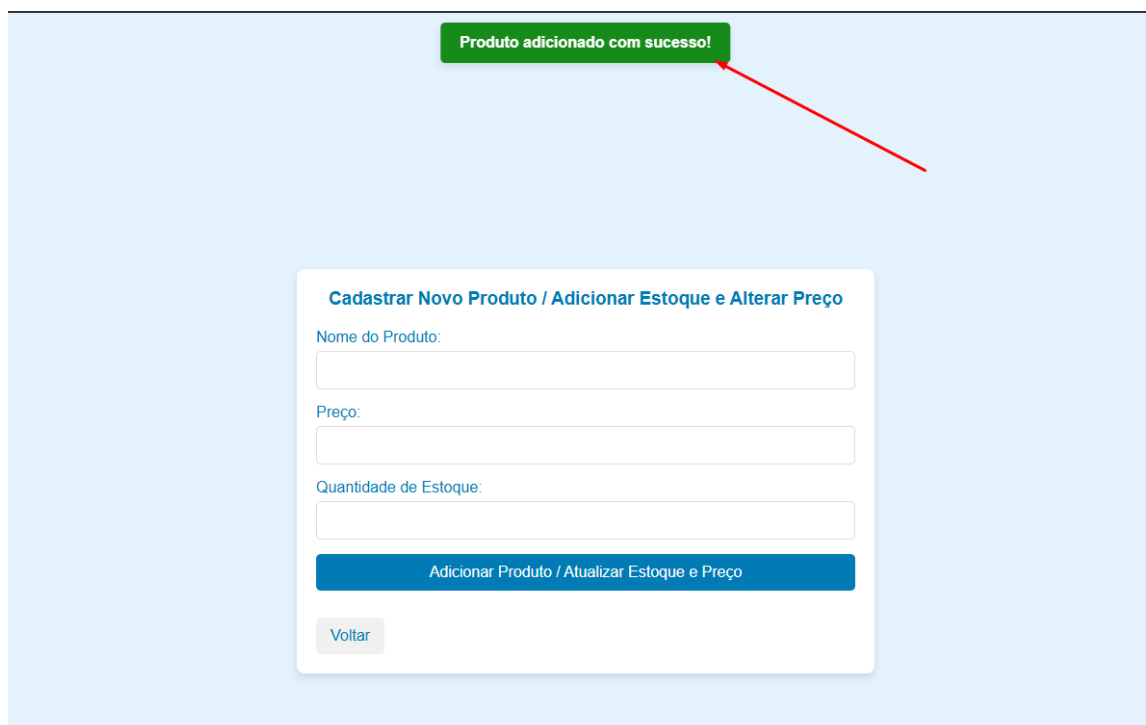 Produto adicionado com sucesso!
Cadastrar Novo Produto / Adicionar Estoque e Alterar Preço
Nome do Produto:
Preço:
Quantidade de Estoque:
Adicionar Produto / Atualizar Estoque e Preço
Voltar